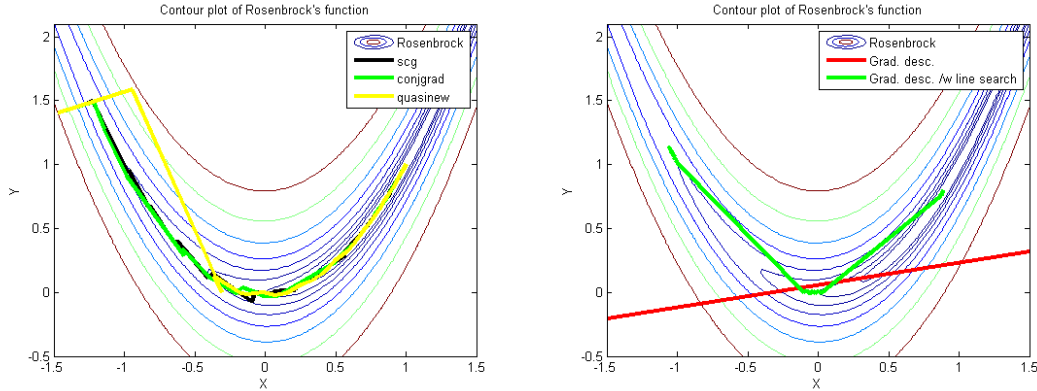 Contour plot of Rosenbrock's function
Y
2
1.5
1
0.5
0
-0.5
-1.5
-1
-0.5
0
0.5
1
1.5
X
Rosenbrock
scg
conjgrad
quasinew
Contour plot of Rosenbrock's function
Y
2
1.5
1
0.5
0
-0.5
-1.5
-1
-0.5
0
0.5
1
1.5
X
Rosenbrock
Grad. desc.
Grad. desc. /w line search